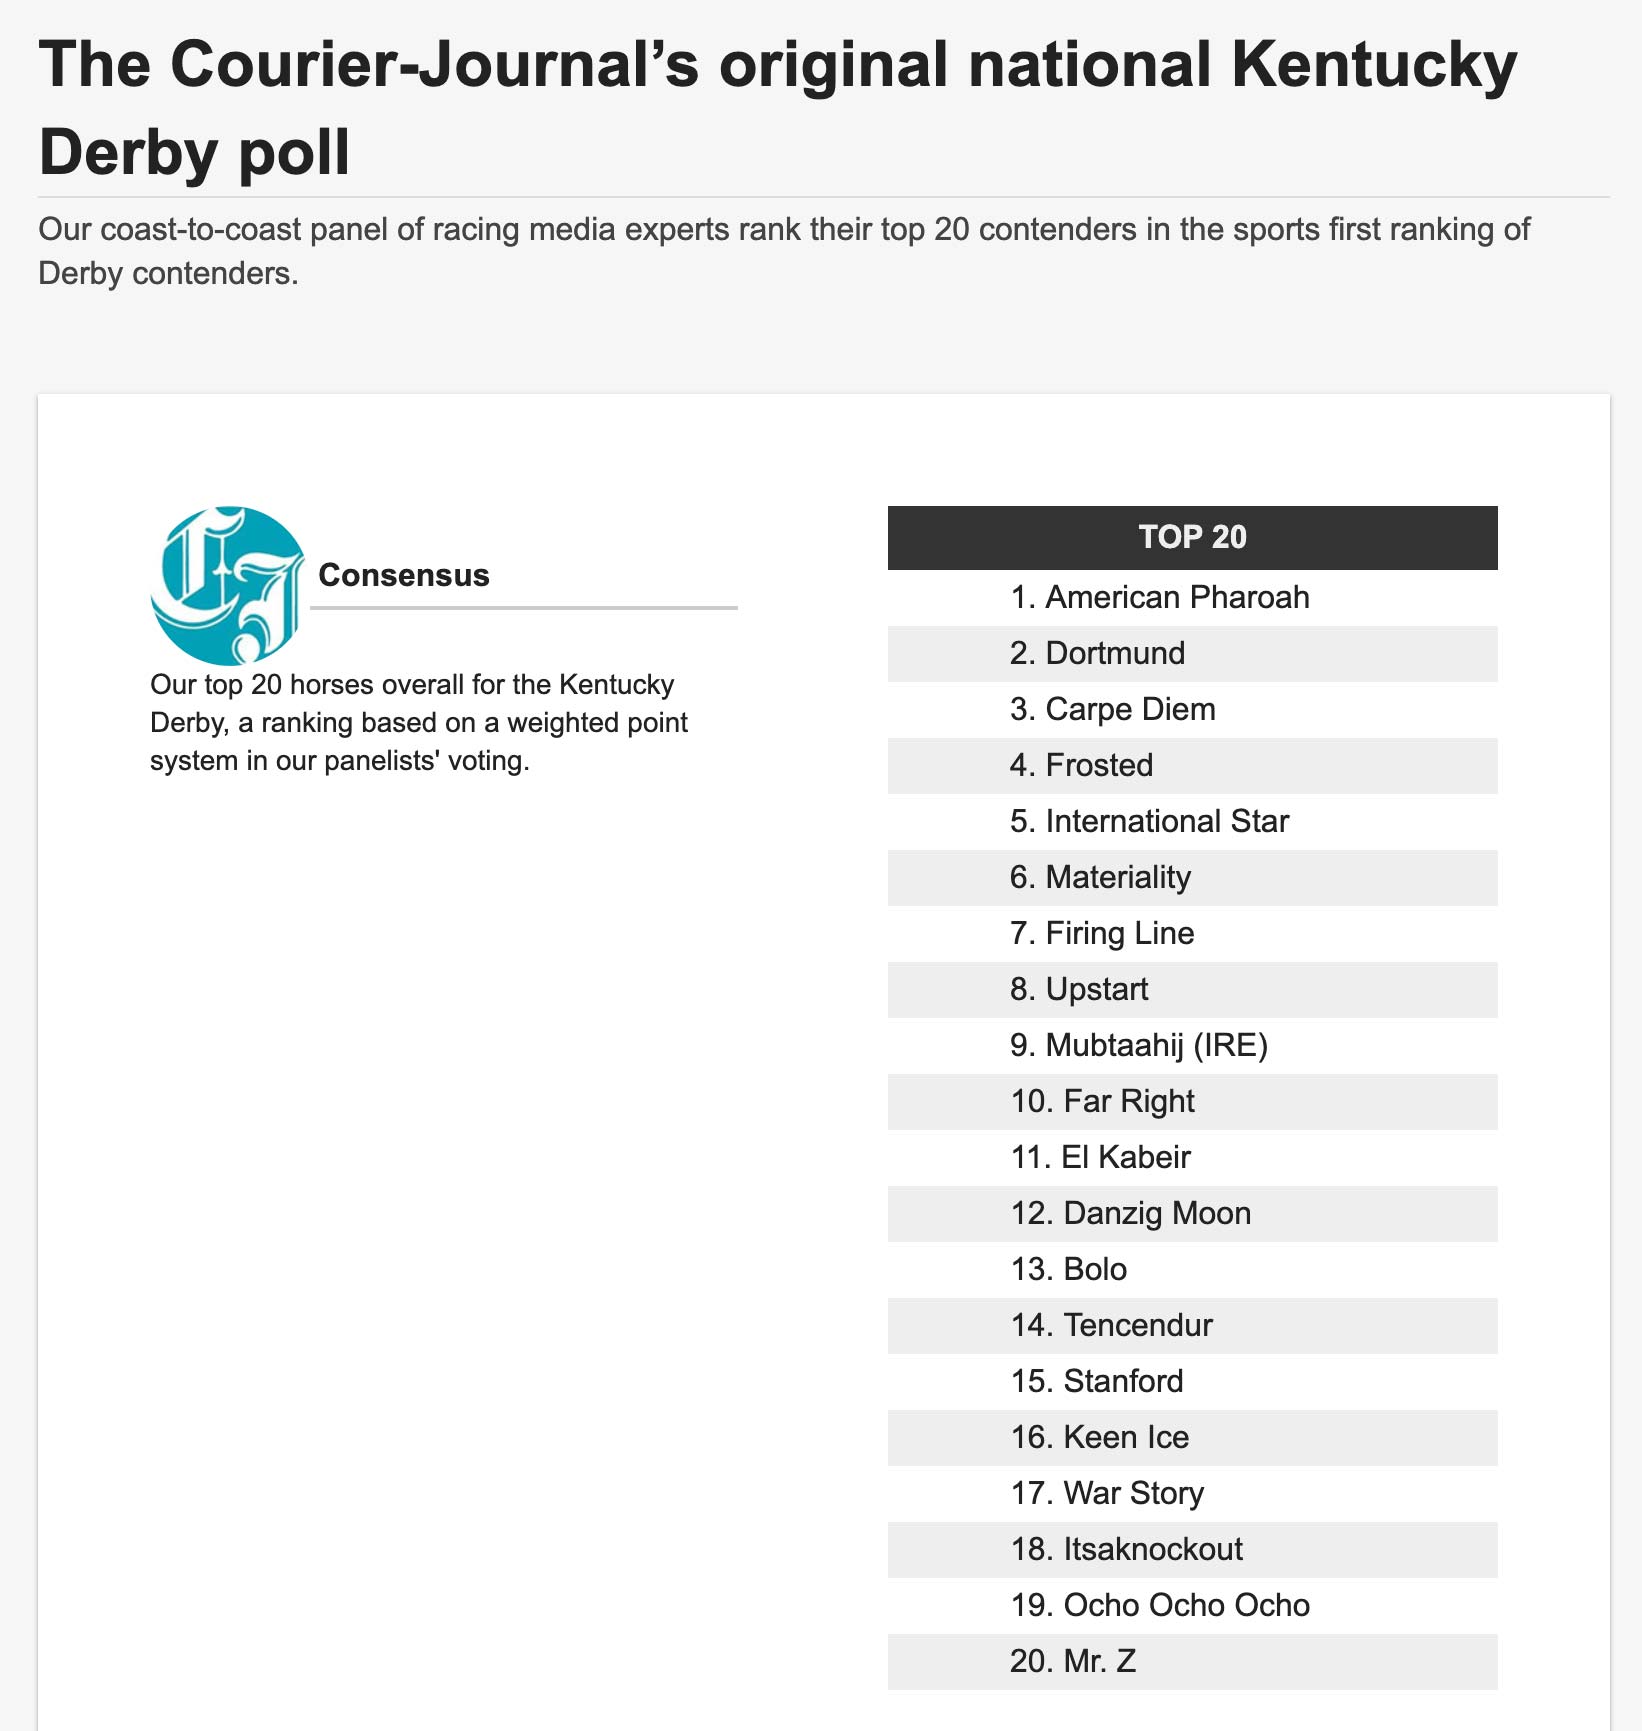 The Courier-Journal’s original national Kentucky
Derby poll
Our coast-to-coast panel of racing media experts rank their top 20 contenders in the sports first ranking of
Derby contenders.
CJ
Consensus
Our top 20 horses overall for the Kentucky
Derby, a ranking based on a weighted point
system in our panelists' voting.
TOP 20
1. American Pharoah
2. Dortmund
3. Carpe Diem
4. Frosted
5. International Star
6. Materiality
7. Firing Line
8. Upstart
9. Mubtaahij (IRE)
10. Far Right
11. El Kabeir
12. Danzig Moon
13. Bolo
14. Tencendur
15. Stanford
16. Keen Ice
17. War Story
18. Itsaknockout
19. Ocho Ocho Ocho
20. Mr. Z